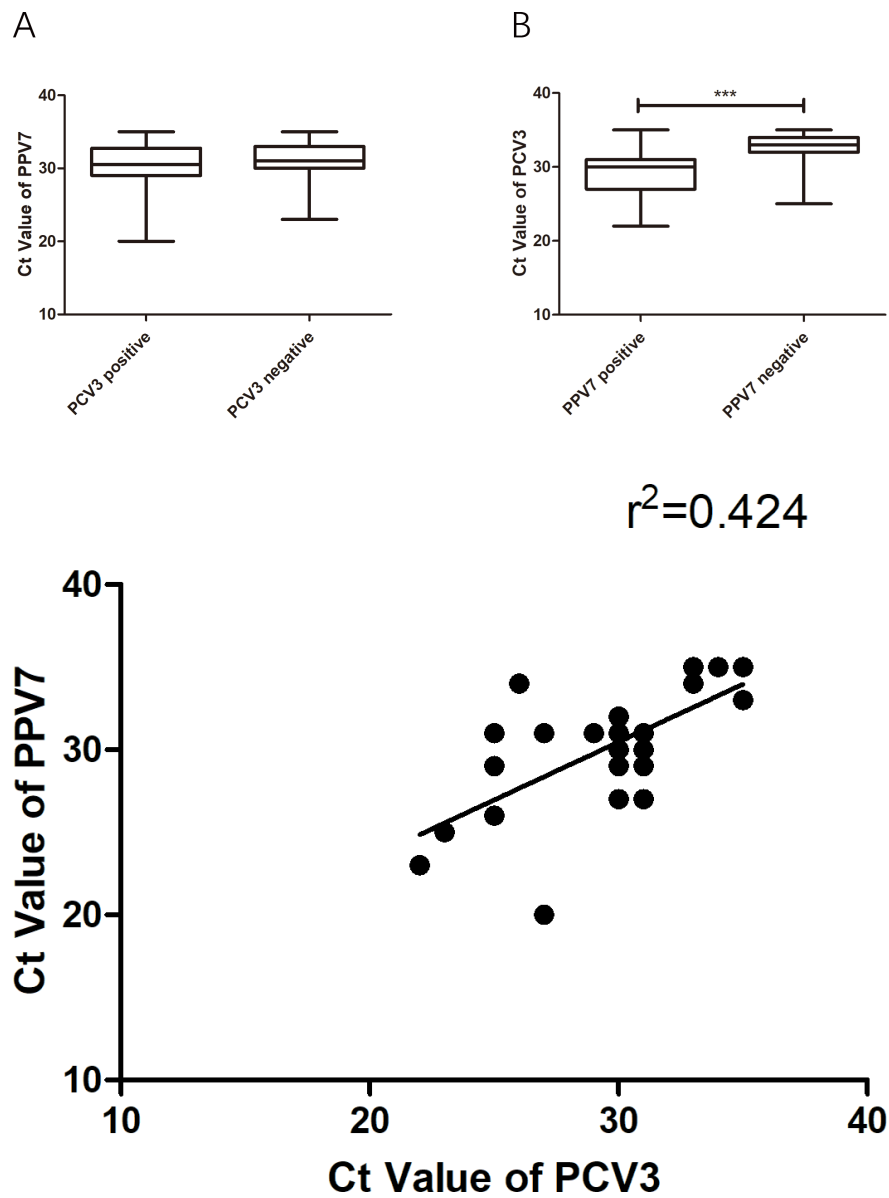 A
Ct Value of PPV7
40
30
20
10
PCV3 positive
PCV3 negative
B
Ct Value of PCV3
40
30
20
10
***
PPV7 positive
PPV7 negative
r²=0.424
Ct Value of PPV7
40
30
20
10
10 20 30 40
Ct Value of PCV3